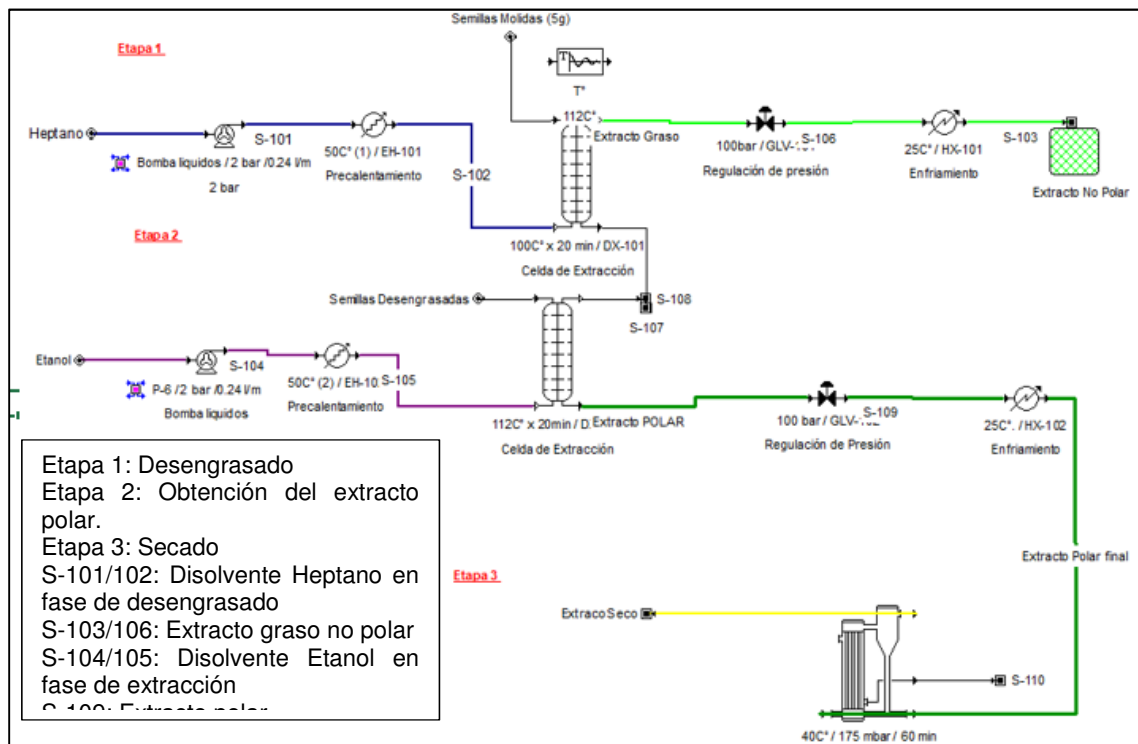 Semillas Molidas (5g)
Etapa 1
T
T°
Heptano
S-101
Bomba liquidos / 2 bar /0.24 l/m
2 bar
50C° (1) / EH-101
Precalentamiento
S-102
112C°
Extracto Graso
100bar / GLV-
S-106
Regulación de presión
25C° / HX-101
Enfriamiento
S-103
Extracto No Polar
100C° x 20 min / DX-101
Celda de Extracción
Etapa 2
Semillas Desengrasadas
S-108
S-107
Etanol
S-104
P-6 /2 bar /0.24 l/m
Bomba liquidos
50C° (2) / EH-10
S-105
Precalentamiento
112C° x 20min / D
Extracto POLAR
Celda de Extracción
100 bar / GLV-
S-109
Regulación de Presión
25C°. / HX-102
Enfriamiento
Etapa 1: Desengrasado
Etapa 2: Obtención del extracto
polar.
Etapa 3: Secado
S-101/102: Disolvente Heptano en
fase de desengrasado
S-103/106: Extracto graso no polar
S-104/105: Disolvente Etanol en
fase de extracción
Extracto Polar final
Etapa 3
Extraco Seco
S-110
40C° / 175 mbar / 60 min